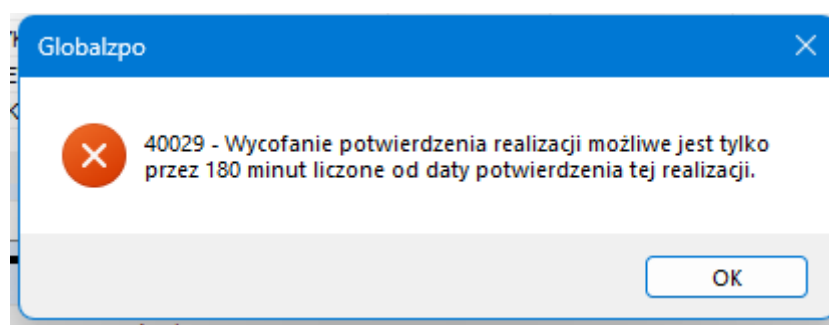 Globalzpo
40029 - Wycofanie potwierdzenia realizacji możliwe jest tylko
przez 180 minut liczone od daty potwierdzenia tej realizacji.
OK